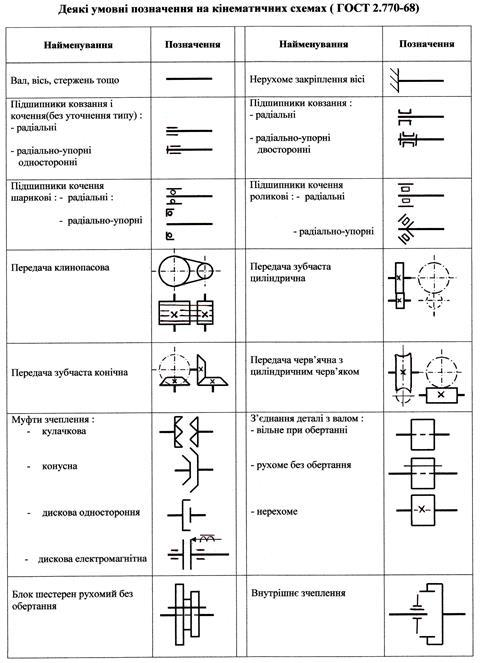 Деякі умовні позначення на кінематичних схемах ( ГОСТ 2.770-68)
Найменування
Позначення
Найменування
Позначення
Вал, вісь, стержень тощо
Нерухоме закріплення вісі
Підшипники ковзання і
кочення(без уточнення типу) :
- радіальні
- радіально-упорні
односторонні
Підшипники ковзання :
- радіальні
- радіально-упорні
двосторонні
Підшипники кочення
шарикові : - радіальні :
- радіально-упорні
Підшипники кочення
роликові : - радіальні
- радіально-упорні
Передача клинопасова
Передача зубчаста
циліндрична
Передача зубчаста конічна
Передача черв'ячна з
циліндричним черв'яком
Муфти зчеплення :
- кулачкова
- конусна
- дискова одностороння
- дискова електромагнітна
З'єднання деталі з валом :
- вільне при обертанні
- рухоме без обертання
- нерехоме
Блок шестерен рухомий без
обертання
Внутрішнє зчеплення